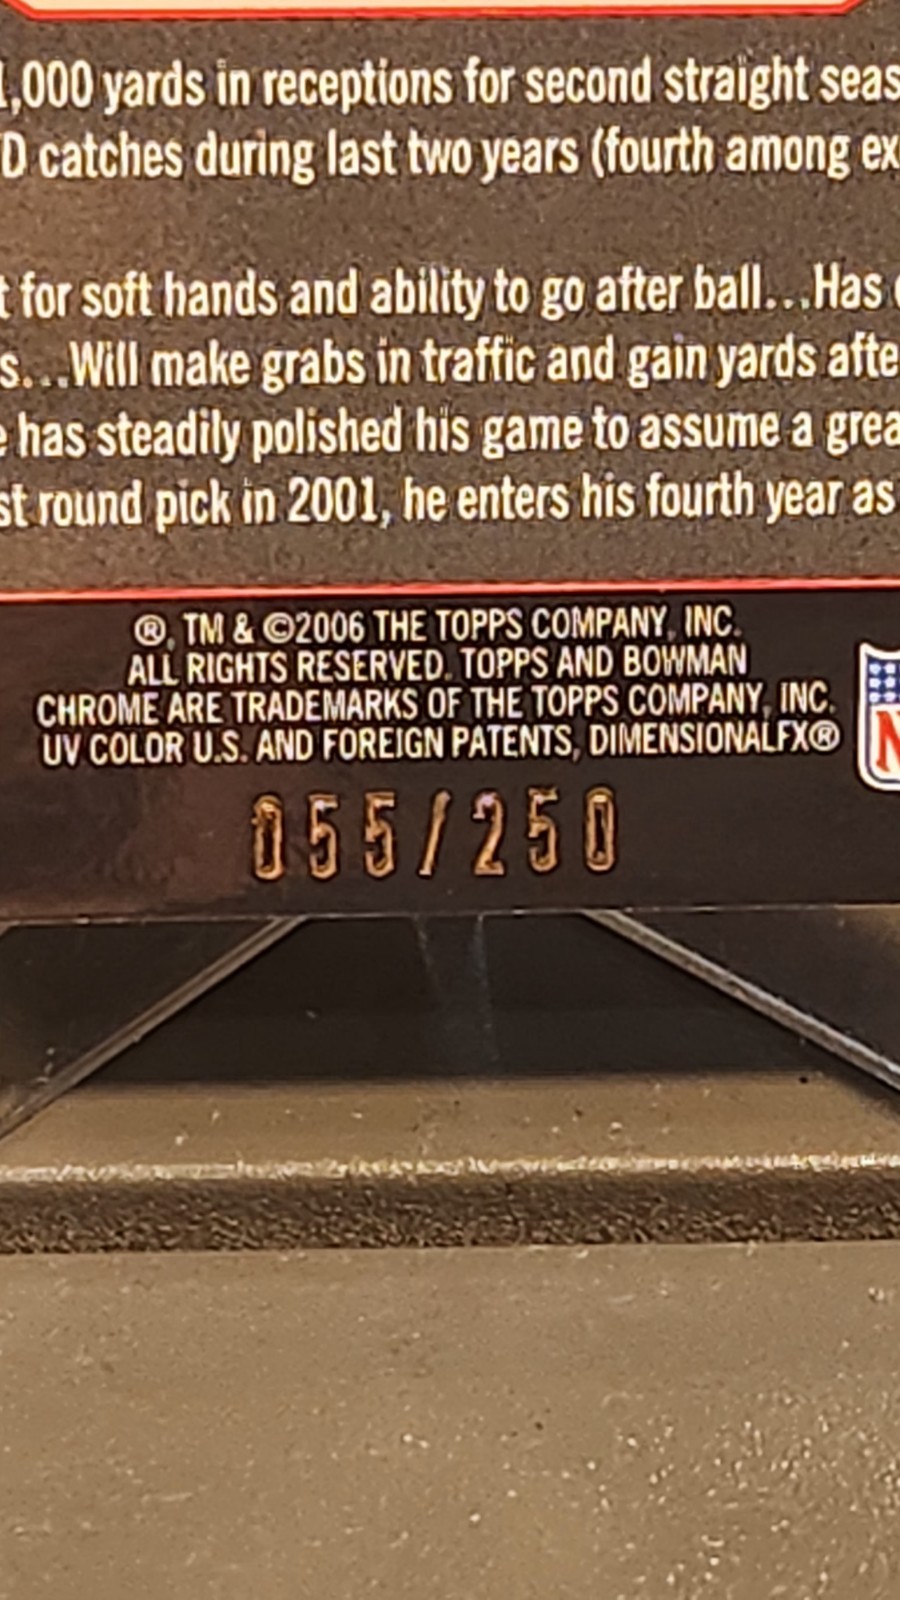 1,000 yards in receptions for second straight seas
D catches during last two years (fourth among ex
t for soft hands and ability to go after ball...Has
s...Will make grabs in traffic and gain yards afte
e has steadily polished his game to assume a grea
st round pick in 2001, he enters his fourth year as
®, TM & ©2006 THE TOPPS COMPANY, INC.
ALL RIGHTS RESERVED. TOPPS AND BOWMAN
CHROME ARE TRADEMARKS OF THE TOPPS COMPANY, INC.
UV COLOR U.S. AND FOREIGN PATENTS, DIMENSIONALFX®
N
055/250